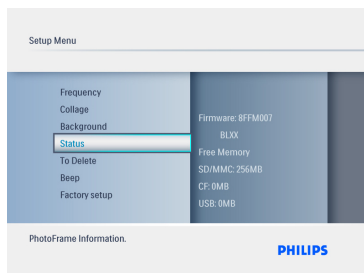 Setup Menu
Frequency
Collage
Background
Status
To Delete
Beep
Factory setup
Firmware: 8FFM007
BLXX
Free Memory
SD/MMC: 256MB
CF: 0MB
USB: 0MB
PhotoFrame Information.
PHILIPS